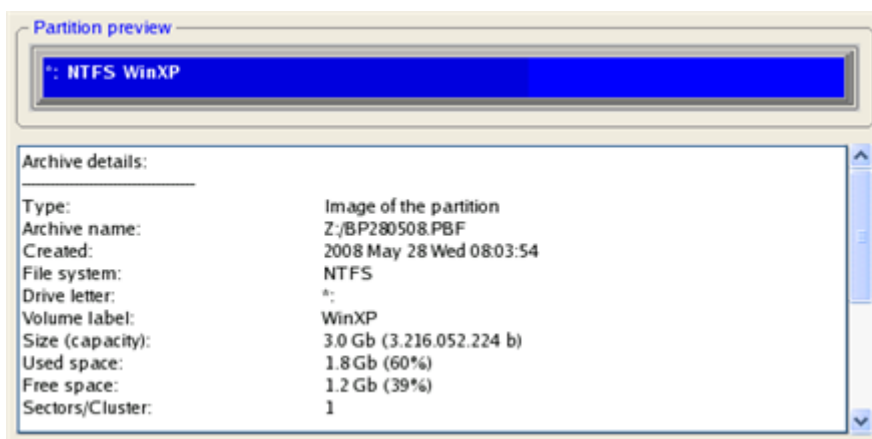 Partition preview
*: NTFS WinXP
Archive details:
Type: Image of the partition
Archive name: Z:/BP280508.PBF
Created: 2008 May 28 Wed 08:03:54
File system: NTFS
Drive letter: *:
Volume label: WinXP
Size (capacity): 3.0 Gb (3.216.052.224 b)
Used space: 1.8 Gb (60%)
Free space: 1.2 Gb (39%)
Sectors/Cluster: 1